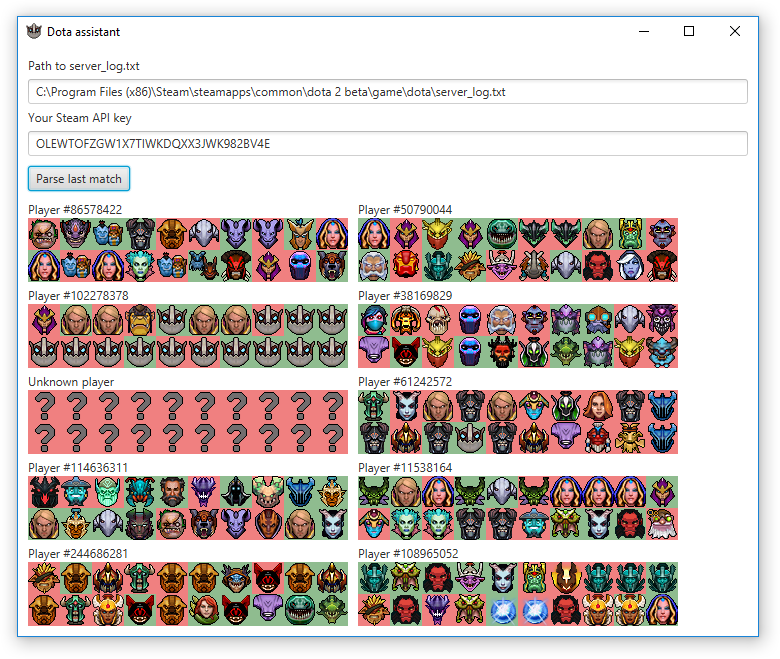 Dota assistant
Path to server_log.txt
C:\Program Files (x86)\Steam\steamapps\common\dota 2 beta\game\dota\server_log.txt
Your Steam API key
OLEWTOFZGW1X7TIWKDQXX3JWK982BV4E
Parse last match
Player #86578422
Player #50790044
Player #102278378
Player #38169829
Unknown player
Player #61242572
Player #114636311
Player #11538164
Player #244686281
Player #108965052